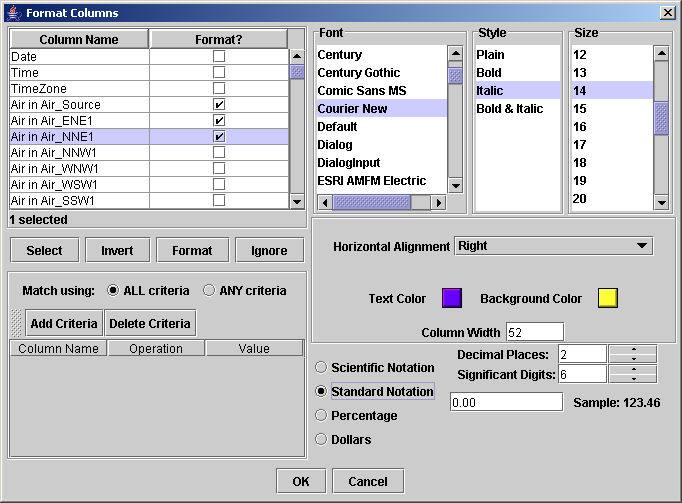 Format Columns
Column Name Format?
Date
Time
TimeZone
Air in Air_Source
Air in Air_ENE1
Air in Air_NNE1
Air in Air_NNW1
Air in Air_WNW1
Air in Air_WSW1
Air in Air_SSW1
1 selected
Select Invert Format Ignore
Match using: ALL criteria ANY criteria
Add Criteria Delete Criteria
Column Name Operation Value
Font
Century
Century Gothic
Comic Sans MS
Courier New
Default
Dialog
DialogInput
ESRI AMFM Electric
Style
Plain
Bold
Italic
Bold & Italic
Size
12
13
14
15
16
17
18
19
20
Horizontal Alignment Right
Text Color Background Color
Column Width 52
Scientific Notation
Standard Notation
Percentage
Dollars
Decimal Places: 2
Significant Digits: 6
0.00 Sample: 123.46
OK Cancel